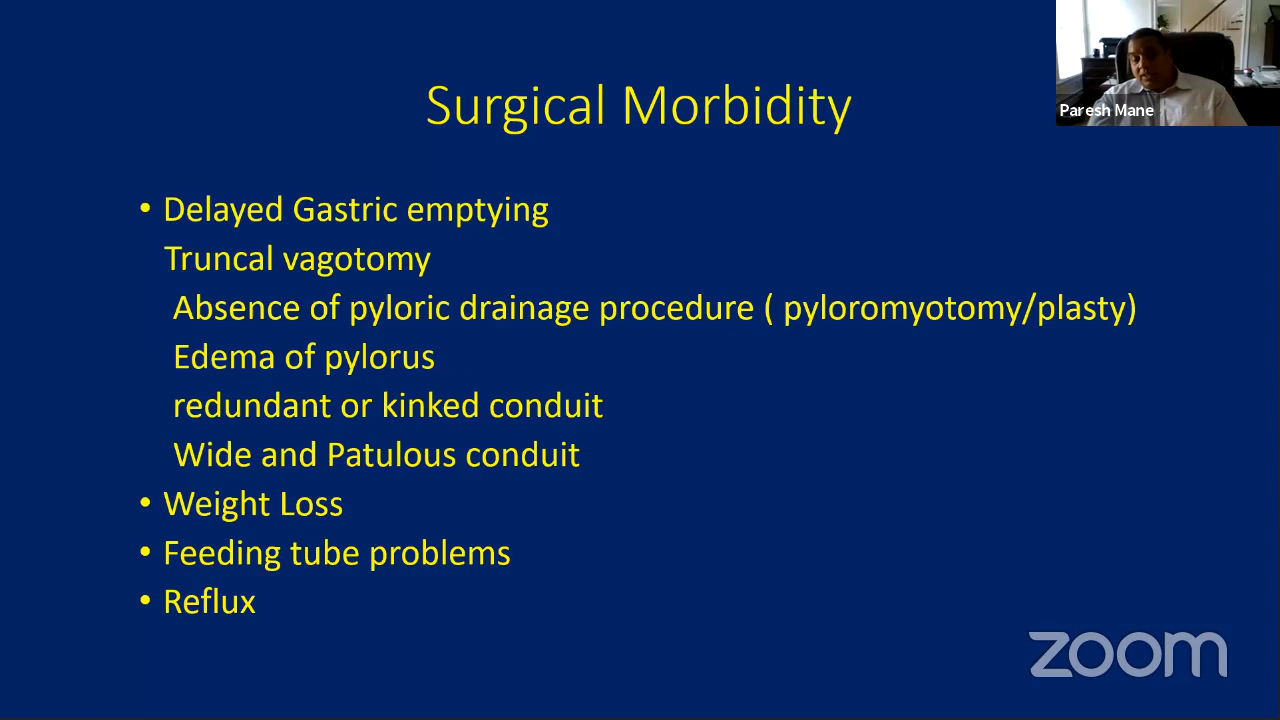 Surgical Morbidity
Paresh Mane
• Delayed Gastric emptying
Truncal vagotomy
Absence of pyloric drainage procedure ( pyloromyotomy/plasty)
Edema of pylorus
redundant or kinked conduit
Wide and Patulous conduit
• Weight Loss
• Feeding tube problems
• Reflux
zoom